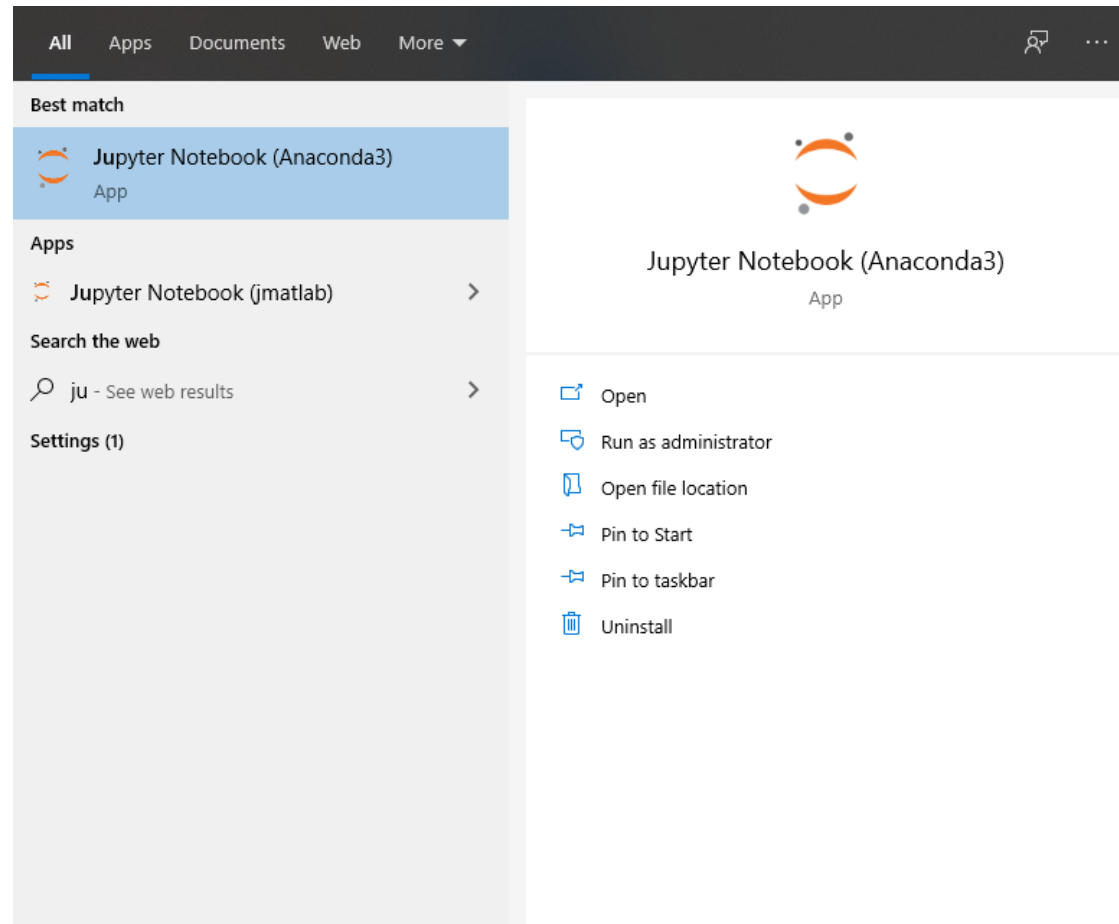 All Apps Documents Web More
Best match
Jupyter Notebook (Anaconda3)
App
Apps
Jupyter Notebook (jmatlab)
Search the web
ju - See web results
Settings (1)
Jupyter Notebook (Anaconda3)
App
Open
Run as administrator
Open file location
Pin to Start
Pin to taskbar
Uninstall